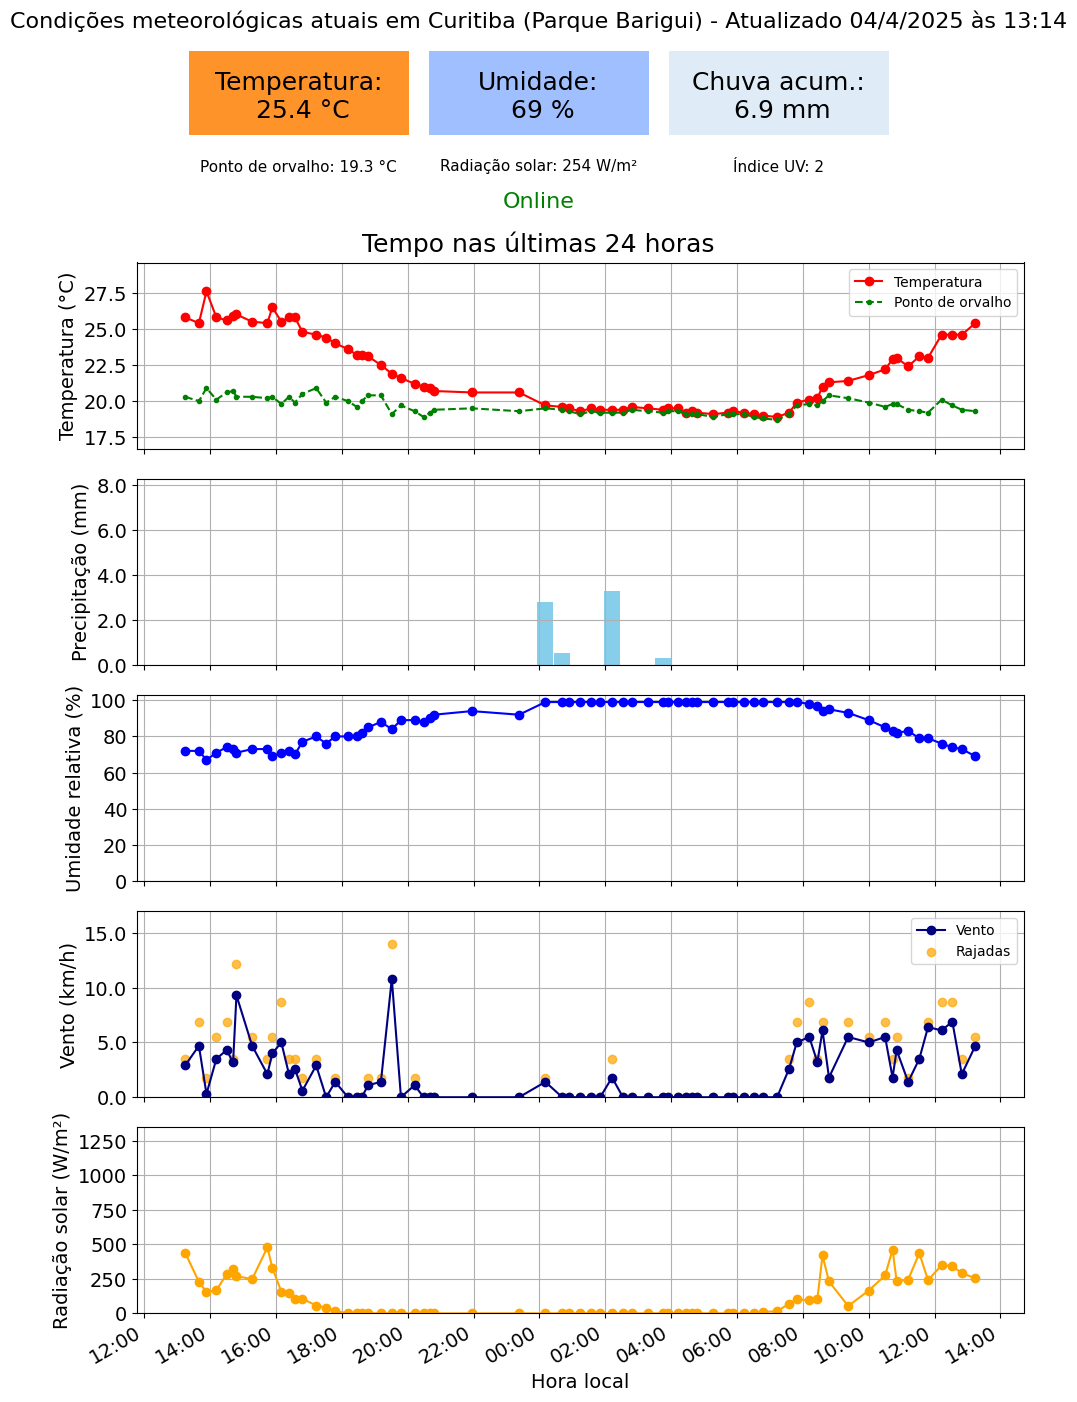 Condições meteorológicas atuais em Curitiba (Parque Barigui) - Atualizado 04/4/2025 às 13:14
Temperatura:
25.4 °C
Umidade:
69 %
Chuva acum.:
6.9 mm
Ponto de orvalho: 19.3 °C
Radiação solar: 254 W/m²
Índice UV: 2
Online
Tempo nas últimas 24 horas
Temperatura (°C)
27.5
25.0
22.5
20.0
17.5
Temperatura
Ponto de orvalho
Precipitação (mm)
8.0
6.0
4.0
2.0
0.0
Umidade relativa (%)
100
80
60
40
20
0
Vento (km/h)
15.0
10.0
5.0
0.0
Vento
Rajadas
Radiação solar (W/m²)
1250
1000
750
500
250
0
12:00
14:00
16:00
18:00
20:00
22:00
00:00
02:00
04:00
06:00
08:00
10:00
12:00
14:00
Hora local